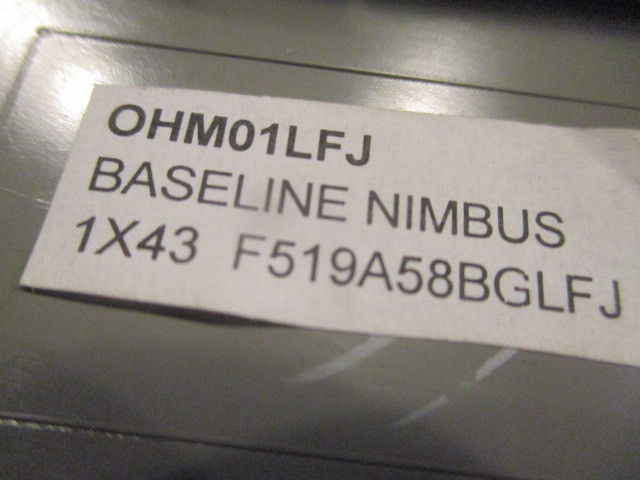 OHM01LFJ
BASELINE NIMBUS
1X43 F519A58BGLFJ